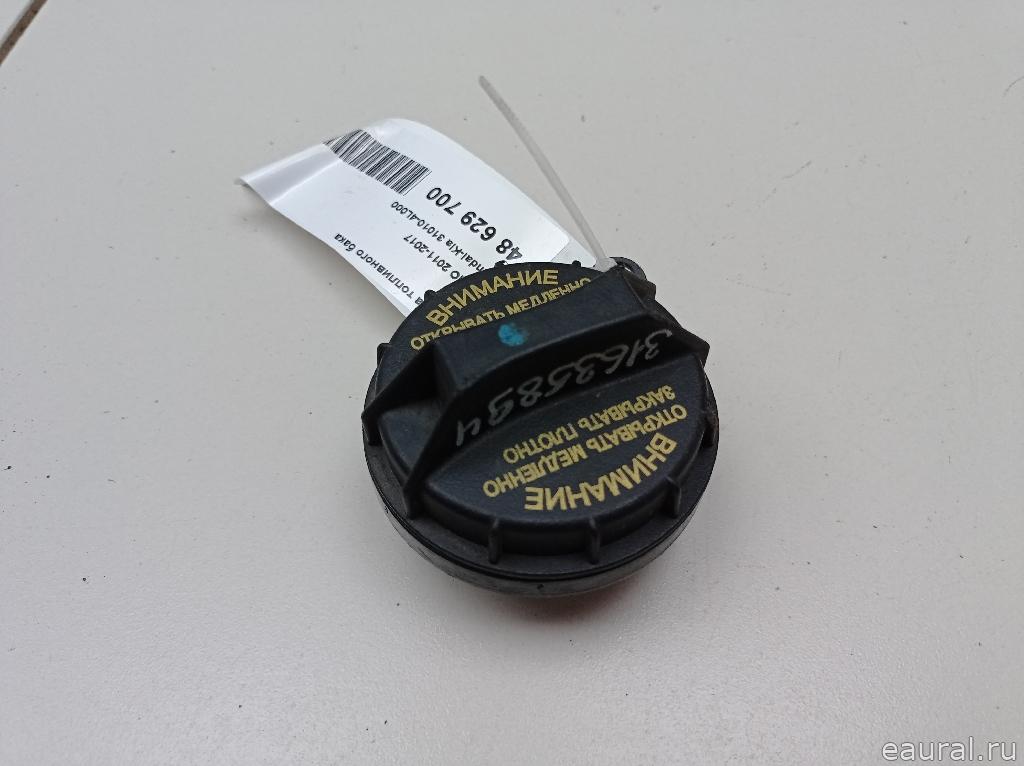 48 629 700
31010-4L000
2011-2017
топливного бака
ВНИМАНИЕ
ОТКРЫВАТЬ МЕДЛЕННО
ВНИМАНИЕ
ОТКРЫВАТЬ МЕДЛЕННО
ЗАКРЫВАТЬ ПЛОТНО
eaural.ru